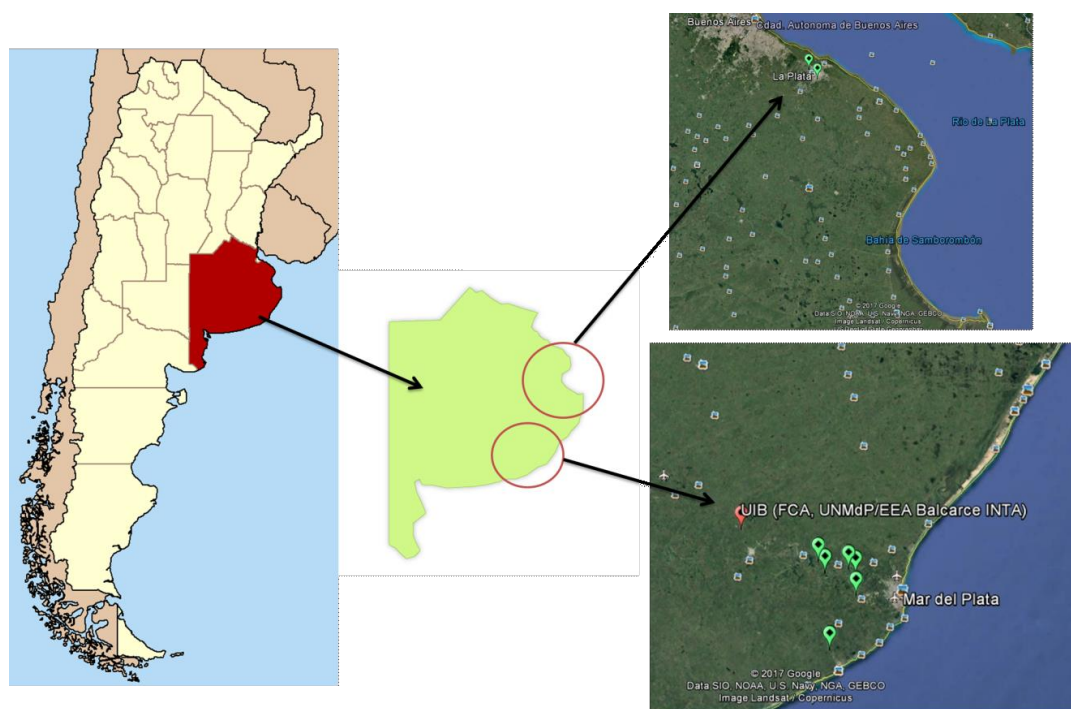 Buenos Aires Cdad. Autonoma de Buenos Aires
La Plata
Rio de La Plata
Bahía de Samborombón
© 2017 Google
Data SIO, NOAA, U.S. Navy, NGA, GEBCO
Image Landsat / Copernicus
UIB (FCA, UNMdP/EEA Balcarce INTA)
Mar del Plata
© 2017 Google
Data SIO, NOAA, U.S. Navy, NGA, GEBCO
Image Landsat / Copernicus